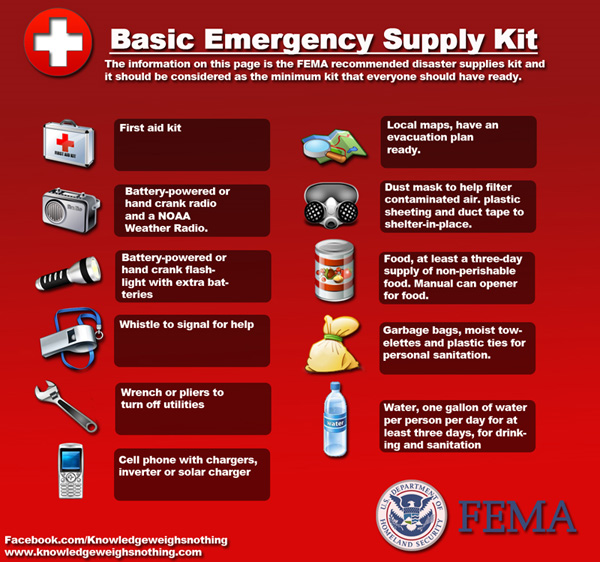 Basic Emergency Supply Kit
The information on this page is the FEMA recommended disaster supplies kit and
it should be considered as the minimum kit that everyone should have ready.
FIRST AID KIT
First aid kit
Battery-powered or
hand crank radio
and a NOAA
Weather Radio.
Battery-powered or
hand crank flash-
light with extra bat-
teries
Whistle to signal for help
Wrench or pliers to
turn off utilities
Cell phone with chargers,
inverter or solar charger
Local maps, have an
evacuation plan
ready.
Dust mask to help filter
contaminated air. plastic
sheeting and duct tape to
shelter-in-place.
Food, at least a three-day
supply of non-perishable
food. Manual can opener
for food.
Garbage bags, moist tow-
elettes and plastic ties for
personal sanitation.
water
Water, one gallon of water
per person per day for at
least three days, for drink-
ing and sanitation
U.S. DEPARTMENT OF
HOMELAND SECURITY
FEMA
Facebook.com/Knowledgeweighsnothing
www.knowledgeweighsnothing.com